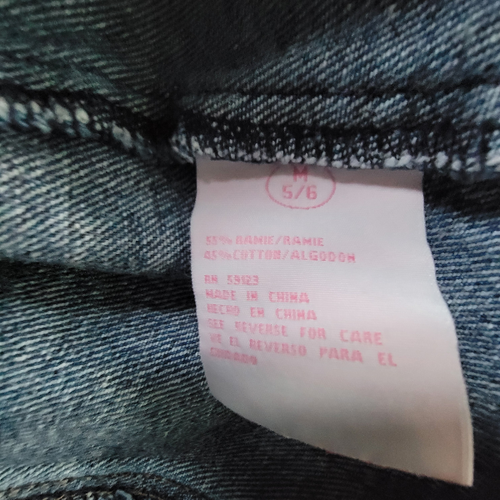 M
5/6
55% RAMIE/RAMIE
45% COTTON/ALGODON
RN 59123
MADE IN CHINA
HECHO EN CHINA
SEE REVERSE FOR CARE
VE EL REVERSO PARA EL
CUIDADO